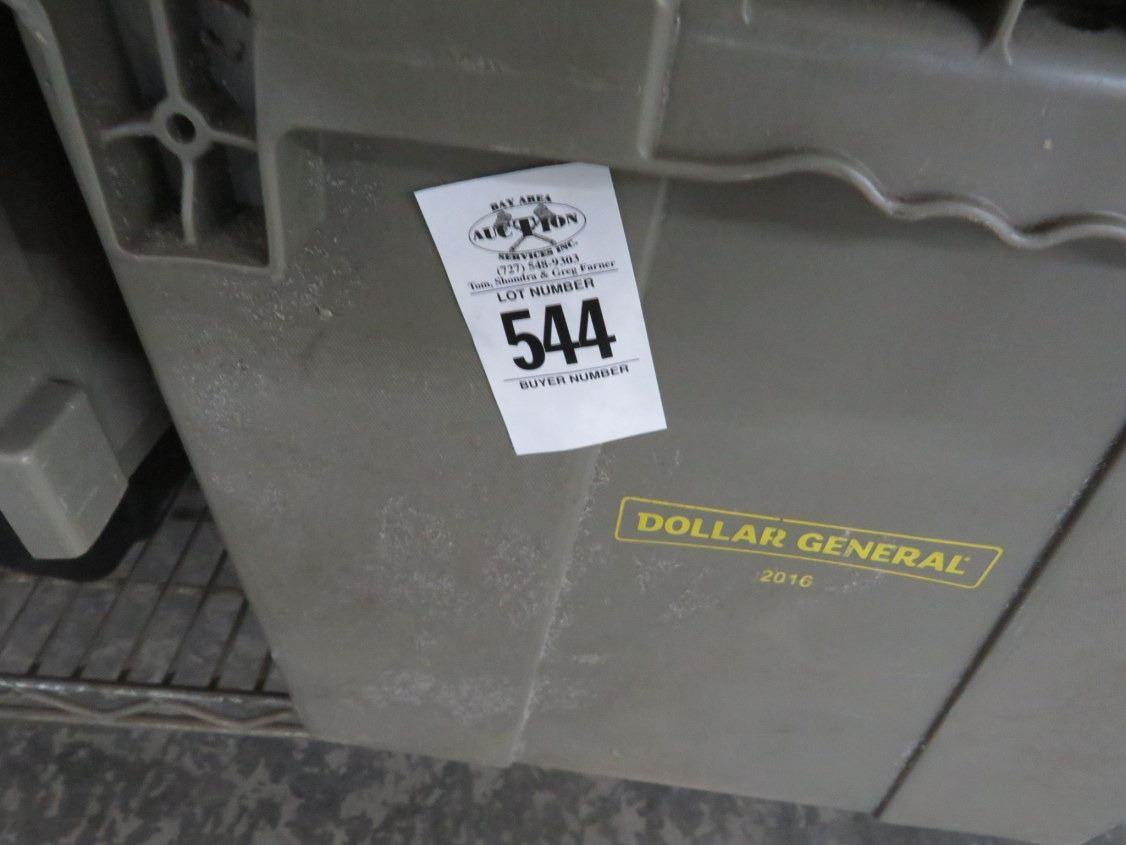 BAY AREA
AUCTION
SERVICES INC.
(727) 548-9303
Tom, Shondra & Greg Farner
LOT NUMBER
544
BUYER NUMBER
DOLLAR GENERAL
2016